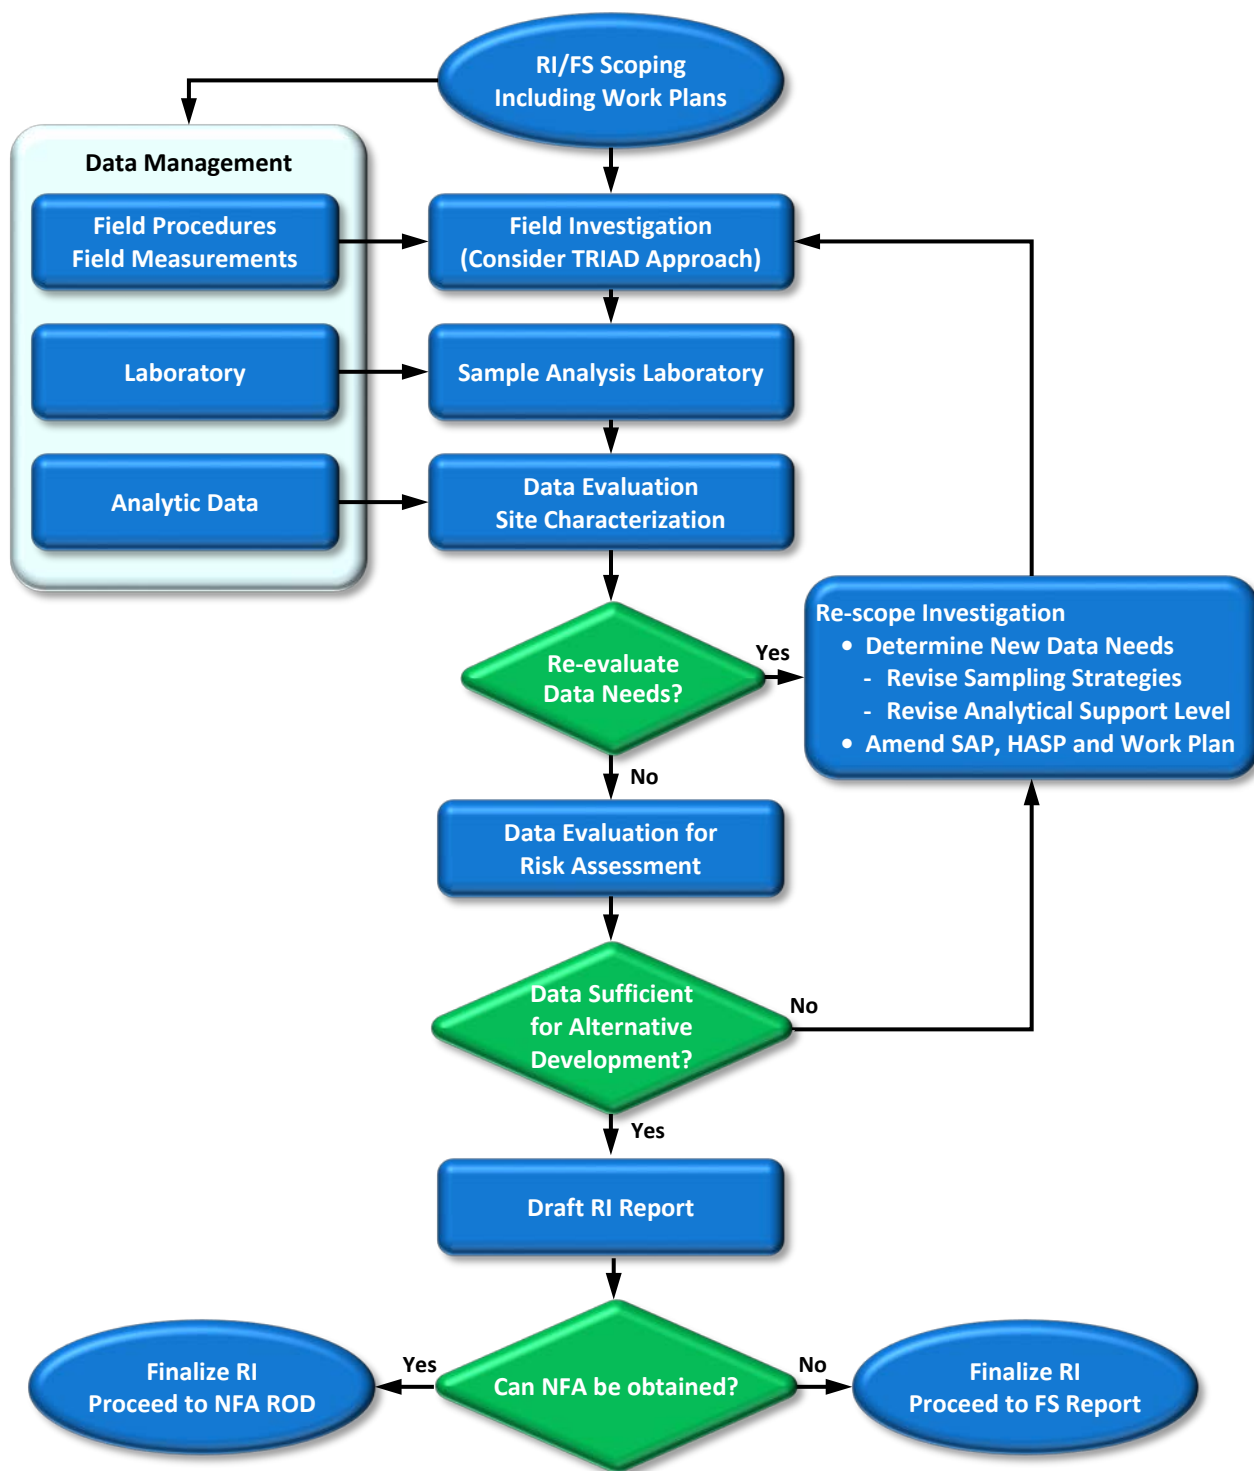 RI/FS Scoping
Including Work Plans
Data Management
Field Procedures
Field Measurements
Field Investigation
(Consider TRIAD Approach)
Laboratory
Sample Analysis Laboratory
Analytic Data
Data Evaluation
Site Characterization
Re-evaluate
Data Needs?
Yes
Re-scope Investigation
• Determine New Data Needs
- Revise Sampling Strategies
- Revise Analytical Support Level
• Amend SAP, HASP and Work Plan
No
Data Evaluation for
Risk Assessment
Data Sufficient
for Alternative
Development?
No
Yes
Draft RI Report
Can NFA be obtained?
Yes
No
Finalize RI
Proceed to NFA ROD
Finalize RI
Proceed to FS Report